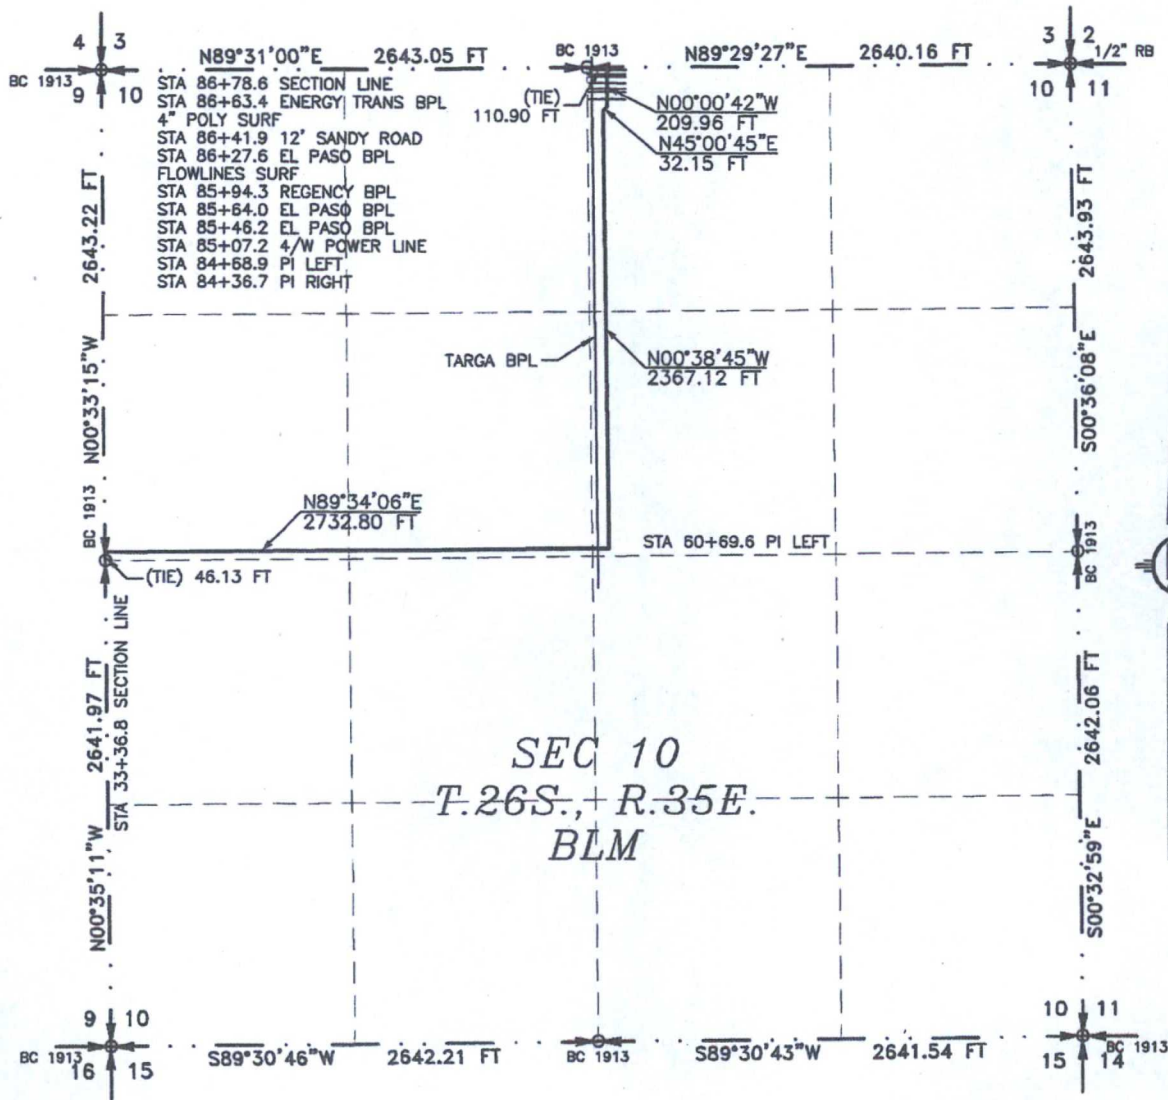 4 3
N89°31'00"E 2643.05 FT
BC 1913
N89°29'27"E 2640.16 FT
3 2
1/2" RB
BC 1913
9 10
10 11
STA 86+78.6 SECTION LINE
STA 86+63.4 ENERGY TRANS BPL
4" POLY SURF
STA 86+41.9 12' SANDY ROAD
STA 86+27.6 EL PASO BPL
FLOWLINES SURF
STA 85+94.3 REGENCY BPL
STA 85+64.0 EL PASO BPL
STA 85+46.2 EL PASO BPL
STA 85+07.2 4/W POWER LINE
STA 84+68.9 PI LEFT
STA 84+36.7 PI RIGHT
(TIE)
110.90 FT
N00°00'42"W
209.96 FT
N45°00'45"E
32.15 FT
2643.22 FT
N00°33'15"W
2643.93 FT
S00°36'08"E
TARGA BPL
N00°38'45"W
2367.12 FT
BC 1913
N89°34'06"E
2732.80 FT
STA 60+69.6 PI LEFT
BC 1913
(TIE) 46.13 FT
STA 33+36.8 SECTION LINE
2641.97 FT
N00°35'11"W
2642.06 FT
S00°32'59"E
SEC 10
T.26S., R.35E.
BLM
9 10
10 11
BC 1913
S89°30'46"W 2642.21 FT
BC 1913
S89°30'43"W 2641.54 FT
BC 1913
16 15
15 14